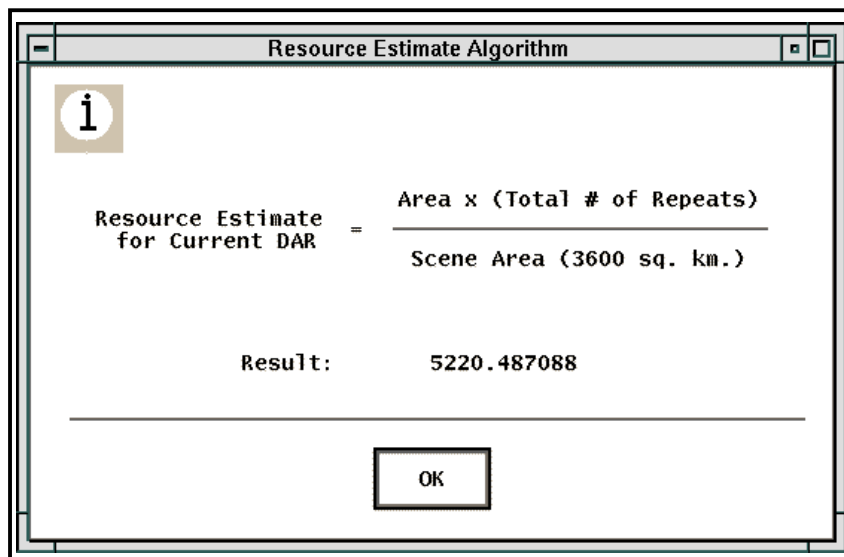 Resource Estimate Algorithm
i
Resource Estimate
for Current DAR
=
Area x (Total # of Repeats)
Scene Area (3600 sq. km.)
Result: 5220.487088
OK